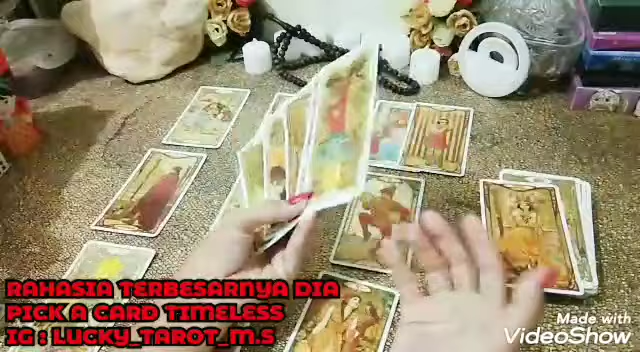 RAHASIA TERBESARNYA DIA
PICK A CARD TIMELESS
IG : LUCKY_TAROT_M.S
Made with
VideoShow